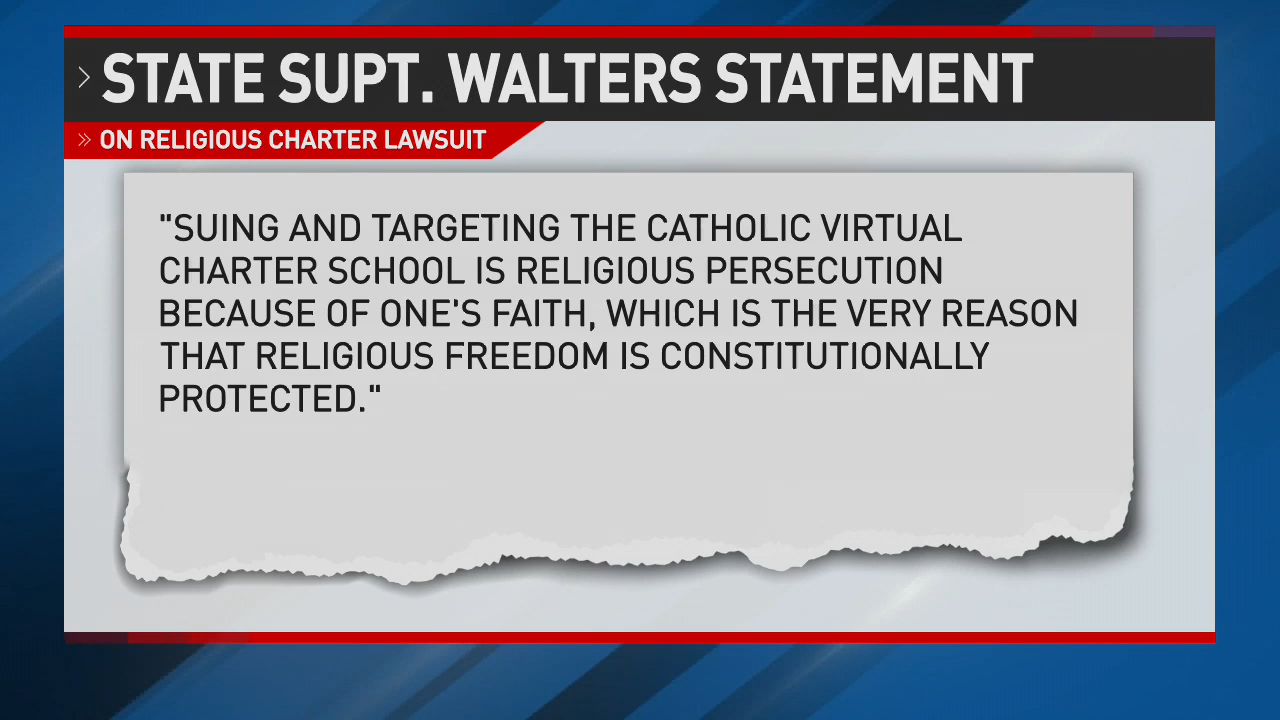 STATE SUPT. WALTERS STATEMENT
ON RELIGIOUS CHARTER LAWSUIT
"SUING AND TARGETING THE CATHOLIC VIRTUAL
CHARTER SCHOOL IS RELIGIOUS PERSECUTION
BECAUSE OF ONE'S FAITH, WHICH IS THE VERY REASON
THAT RELIGIOUS FREEDOM IS CONSTITUTIONALLY
PROTECTED."